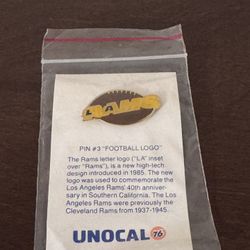 RAMS
PIN #3 "FOOTBALL LOGO"
The Rams letter logo ("LA" inset
over "Rams"), is a new high-tech
design introduced in 1985. The new
logo was used to commemorate the
Los Angeles Rams' 40th anniver-
sary in Southern California. The Los
Angeles Rams were previously the
Cleveland Rams from 1937-1945.
UNOCAL 76